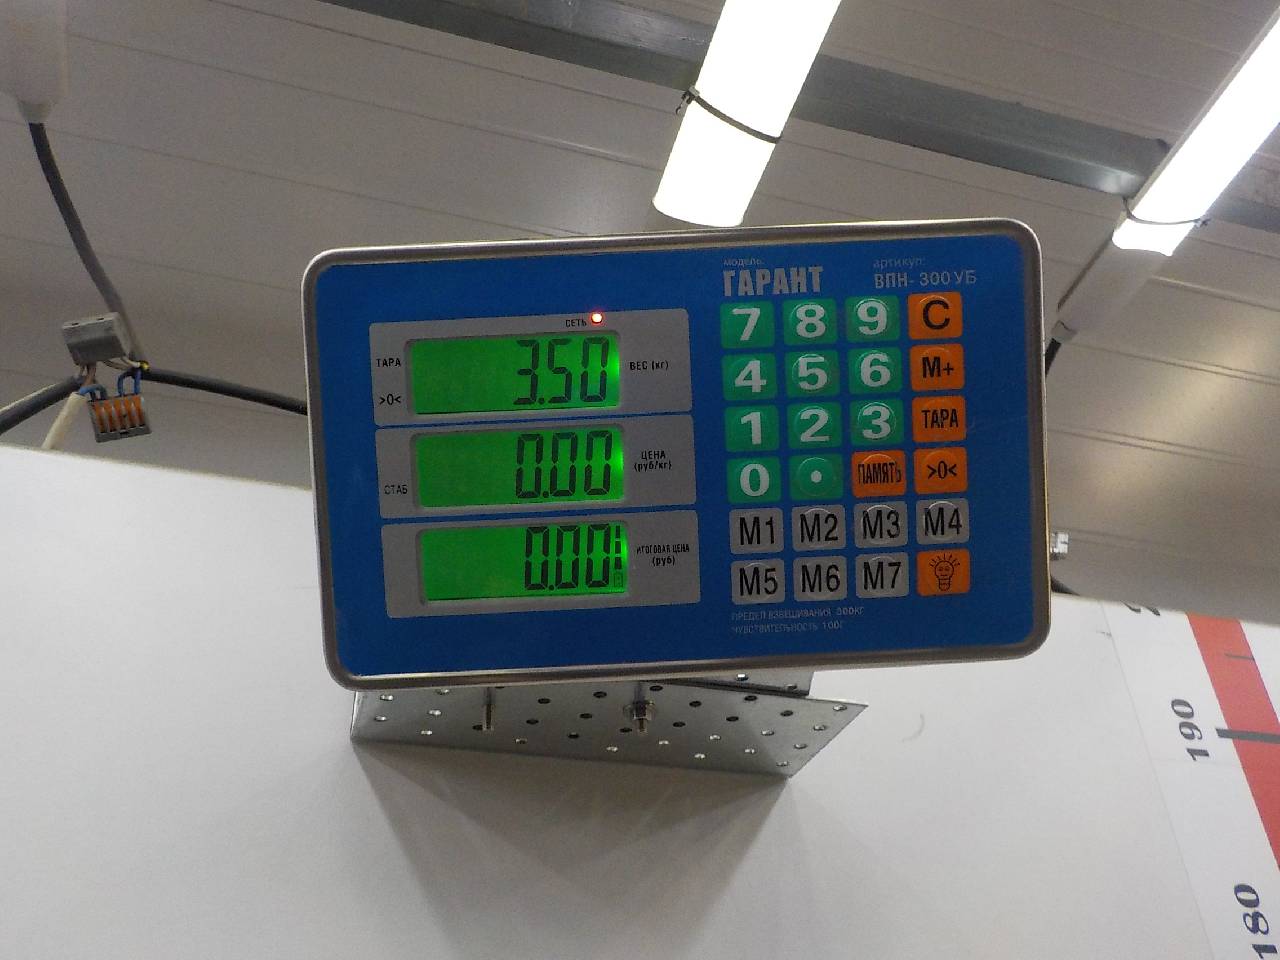 модель:
ГАРАНТ
артикул:
ВПН- 300 УБ
СЕТЬ
ТАРА
>0<
3.50
ВЕС (кг)
СТАБ
0.00
ЦЕНА
(руб/кг)
0.00
ИТОГОВАЯ ЦЕНА
(руб)
7 8 9 C
4 5 6 M+
1 2 3 ТАРА
0 . ПАМЯТЬ >0<
M1 M2 M3 M4
M5 M6 M7
ПРЕДЕЛ ВЗВЕШИВАНИЯ 300КГ
ЧУВСТВИТЕЛЬНОСТЬ 100Г
190
180